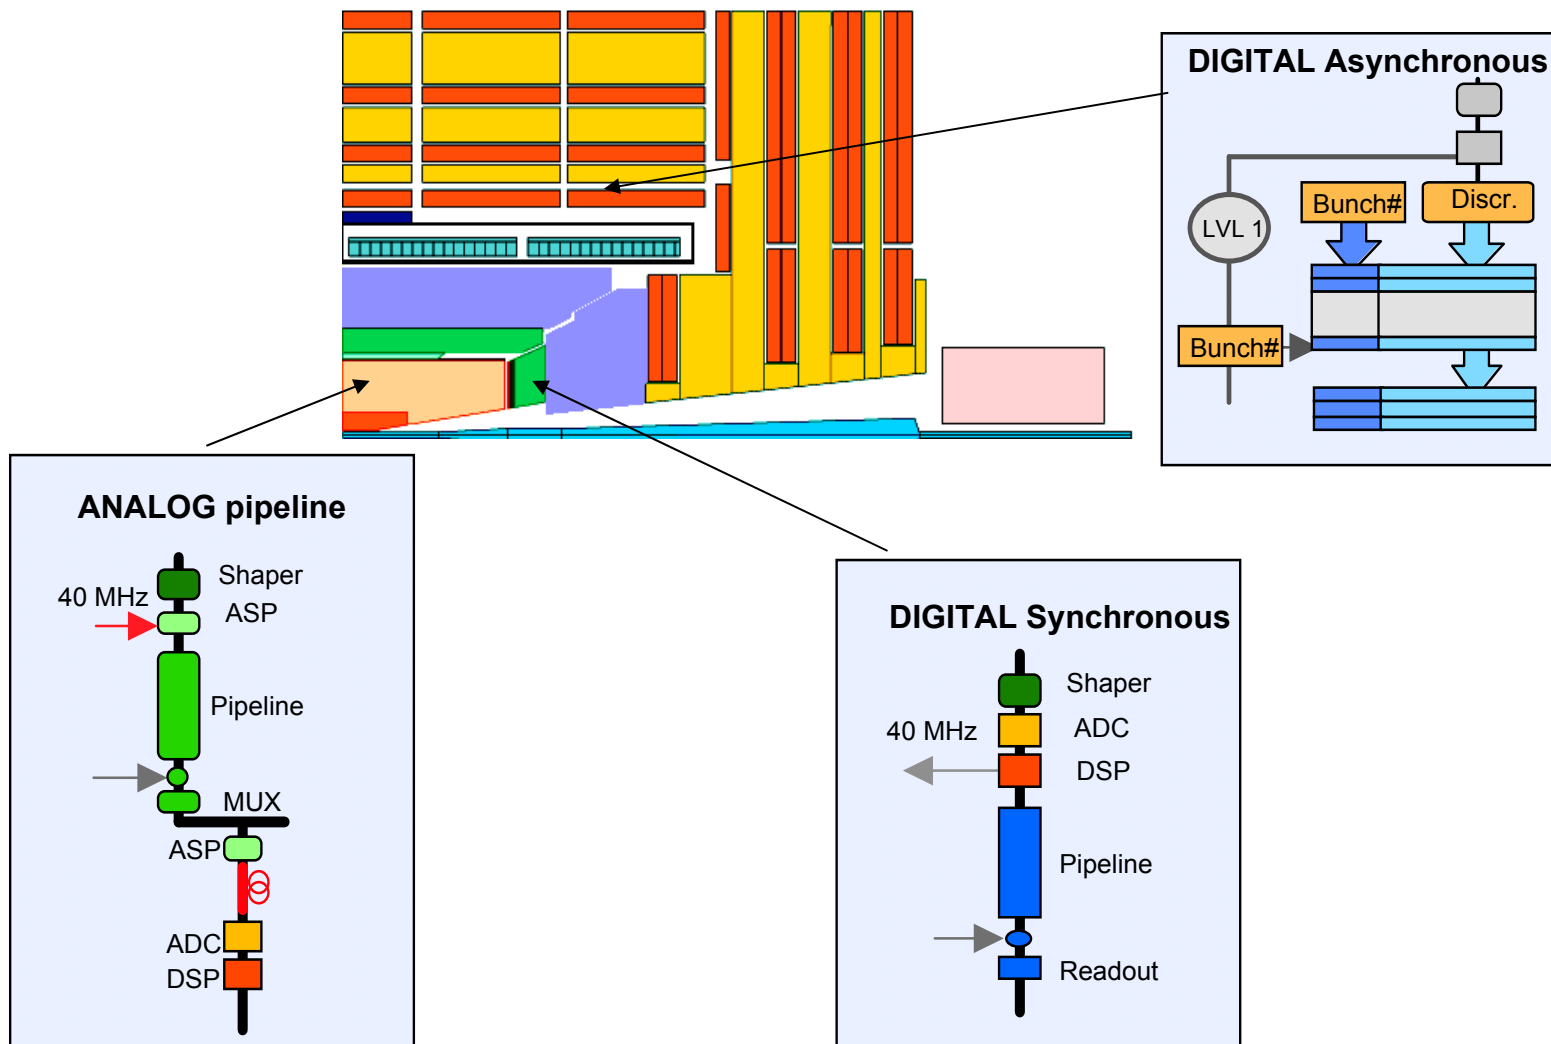 DIGITAL Asynchronous
Bunch#
Discr.
LVL 1
Bunch#
ANALOG pipeline
Shaper
40 MHz
ASP
Pipeline
MUX
ASP
ADC
DSP
DIGITAL Synchronous
Shaper
40 MHz
ADC
DSP
Pipeline
Readout